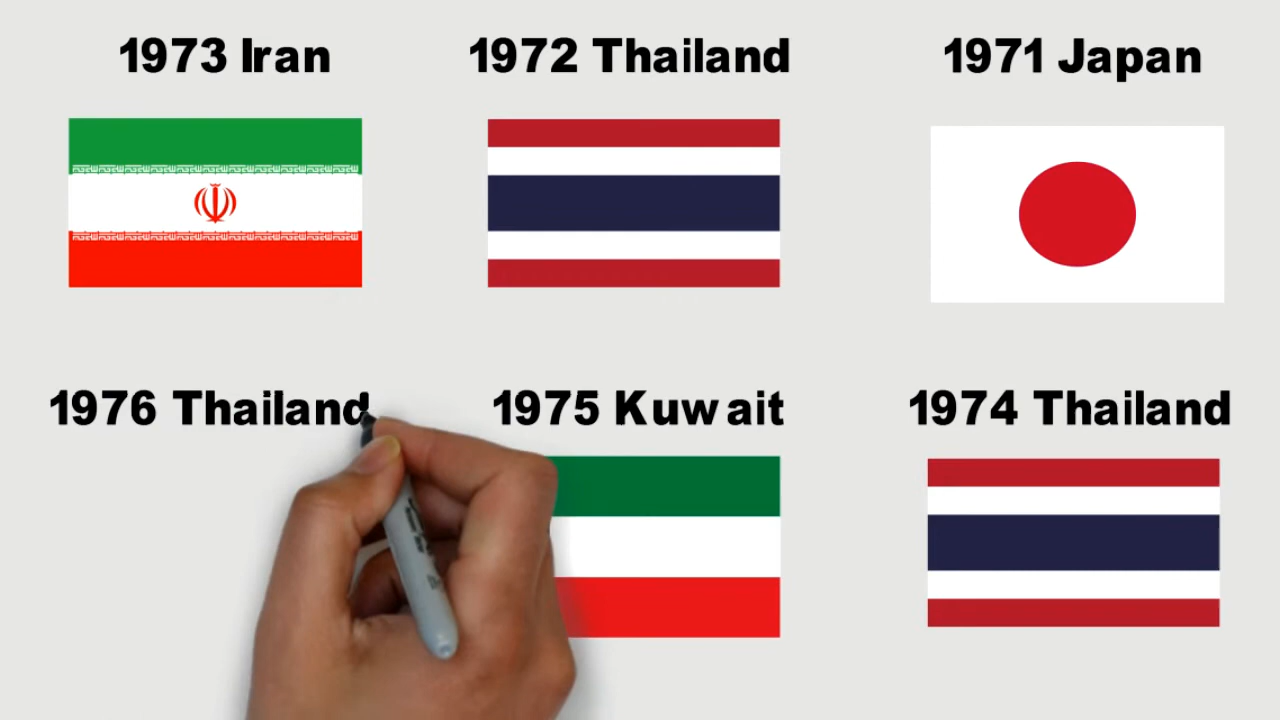 1973 Iran
1972 Thailand
1971 Japan
1976 Thailand
1975 Kuwait
1974 Thailand